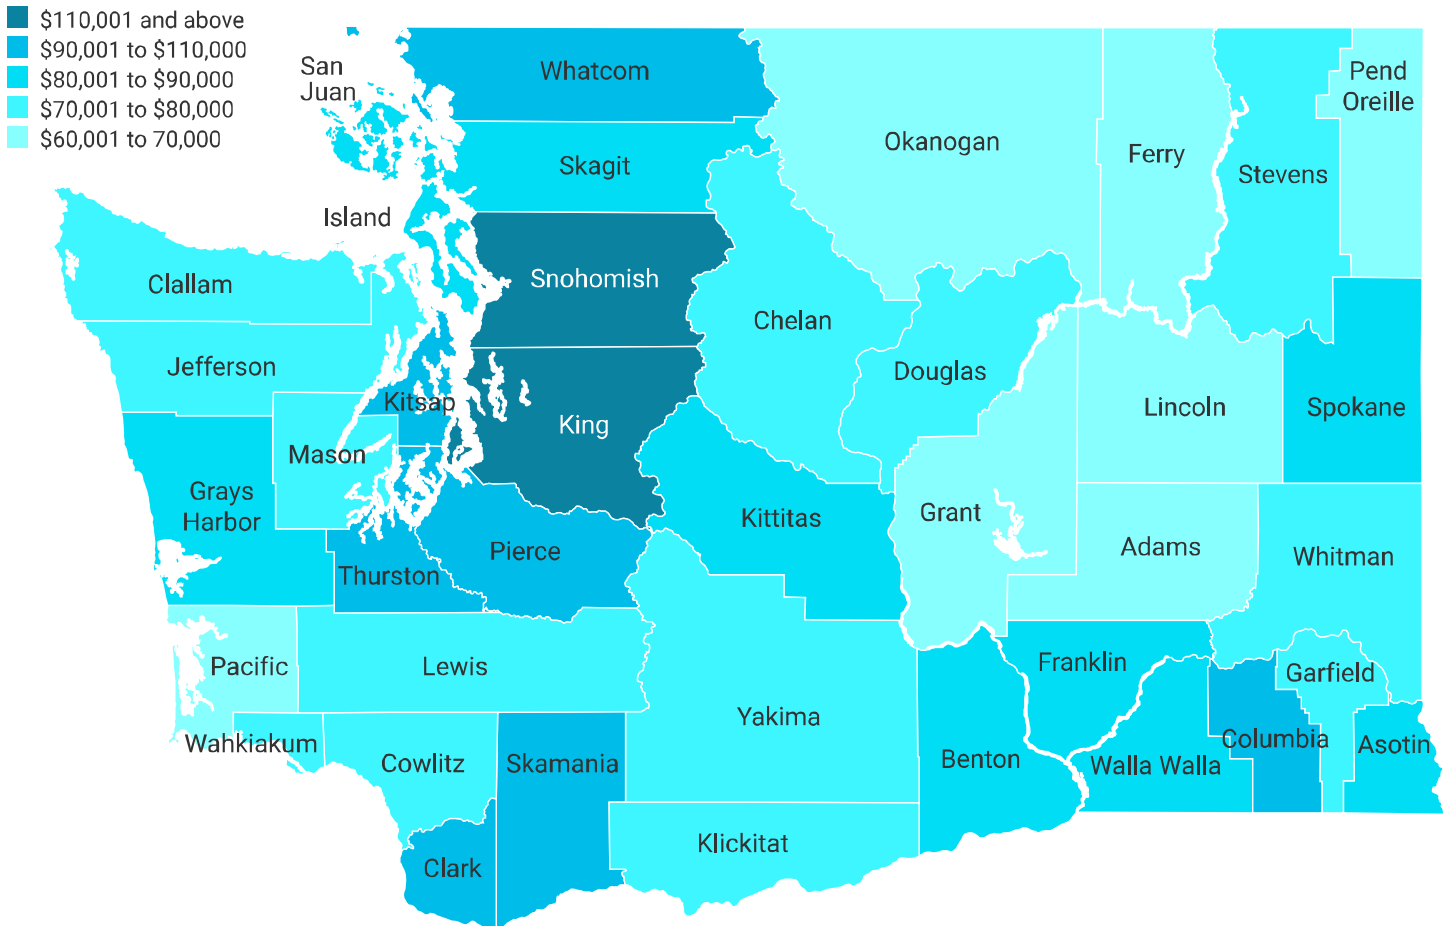 $110,001 and above
$90,001 to $110,000
$80,001 to $90,000
$70,001 to $80,000
$60,001 to 70,000
San
Juan
Whatcom
Pend
Oreille
Okanogan
Ferry
Skagit
Stevens
Island
Snohomish
Clallam
Chelan
Jefferson
Douglas
Kitsap
Lincoln
Spokane
King
Mason
Grays
Harbor
Kittitas
Grant
Adams
Whitman
Pierce
Thurston
Pacific
Lewis
Franklin
Garfield
Yakima
Wahkiakum
Cowlitz
Skamania
Benton
Walla Walla
Columbia
Asotin
Klickitat
Clark